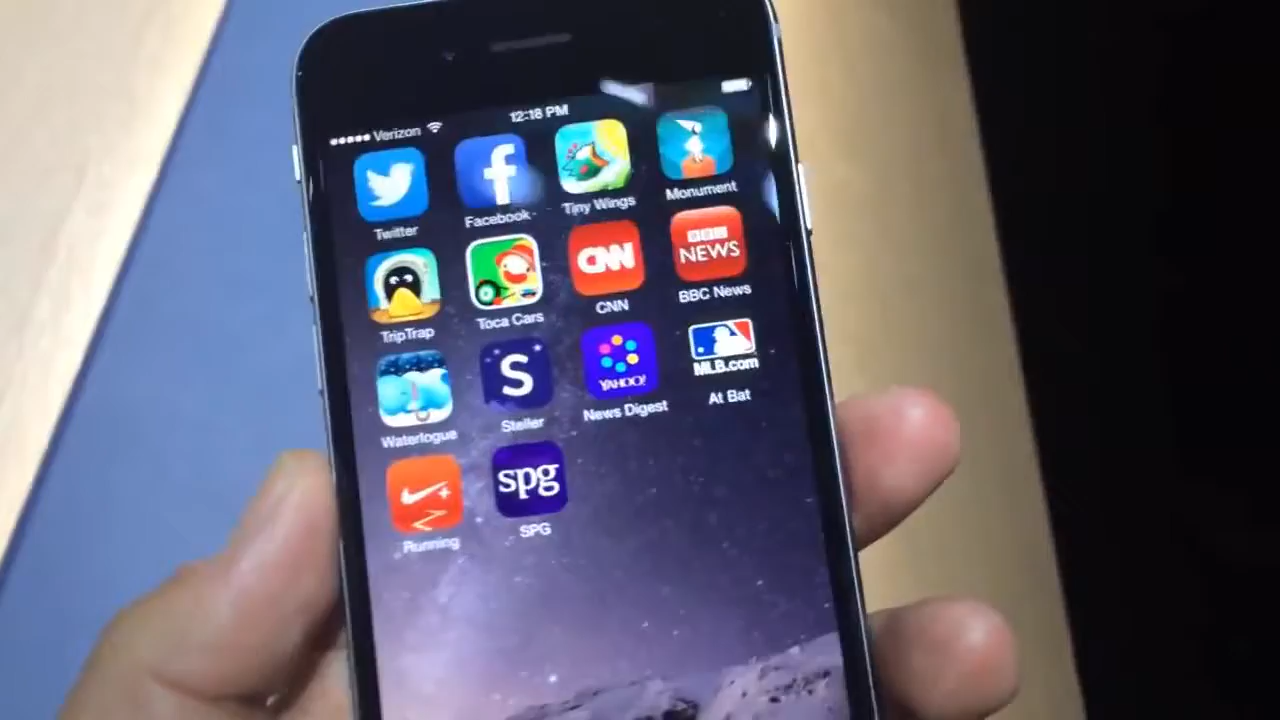 Verizon 12:18 PM
Twitter Facebook Tiny Wings Monument
CNN BBC NEWS
TripTrap Toca Cars CNN BBC News
S YAHOO! MLB.com
Waterlogue Steller News Digest At Bat
spg
Running SPG